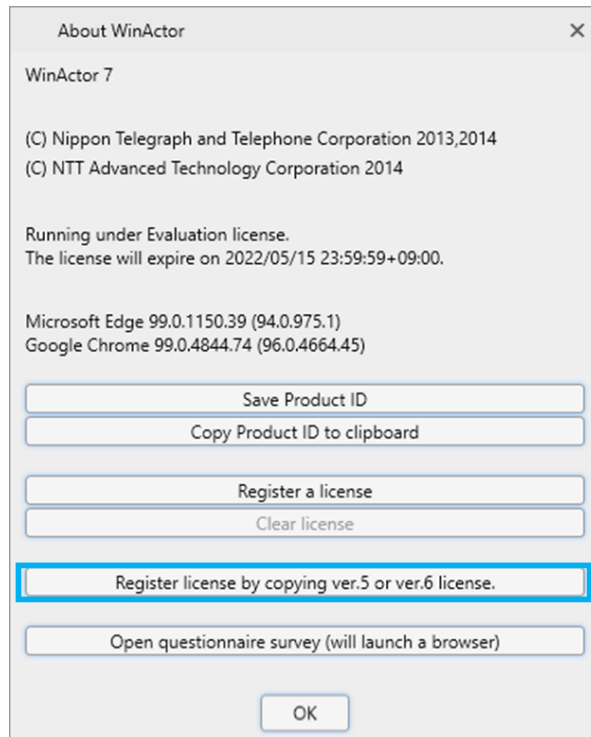 About WinActor
WinActor 7
(C) Nippon Telegraph and Telephone Corporation 2013,2014
(C) NTT Advanced Technology Corporation 2014
Running under Evaluation license.
The license will expire on 2022/05/15 23:59:59+09:00.
Microsoft Edge 99.0.1150.39 (94.0.975.1)
Google Chrome 99.0.4844.74 (96.0.4664.45)
Save Product ID
Copy Product ID to clipboard
Register a license
Clear license
Register license by copying ver.5 or ver.6 license.
Open questionnaire survey (will launch a browser)
OK